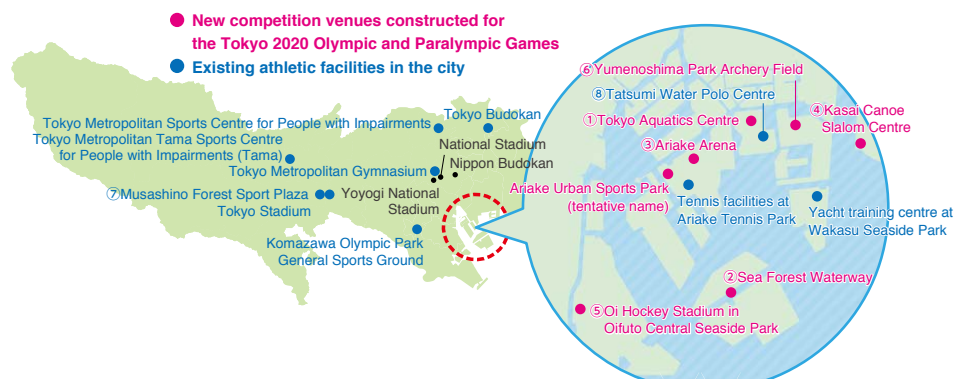 New competition venues constructed for
the Tokyo 2020 Olympic and Paralympic Games
Existing athletic facilities in the city
Tokyo Metropolitan Sports Centre for People with Impairments
Tokyo Metropolitan Tama Sports Centre
for People with Impairments (Tama)
Tokyo Budokan
National Stadium
Nippon Budokan
Tokyo Metropolitan Gymnasium
⑦Musashino Forest Sport Plaza
Tokyo Stadium
Yoyogi National
Stadium
Komazawa Olympic Park
General Sports Ground
⑥Yumenoshima Park Archery Field
⑧Tatsumi Water Polo Centre
①Tokyo Aquatics Centre
④Kasai Canoe
Slalom Centre
③Ariake Arena
Ariake Urban Sports Park
(tentative name)
Tennis facilities at
Ariake Tennis Park
Yacht training centre at
Wakasu Seaside Park
②Sea Forest Waterway
⑤Oi Hockey Stadium in
Oifuto Central Seaside Park